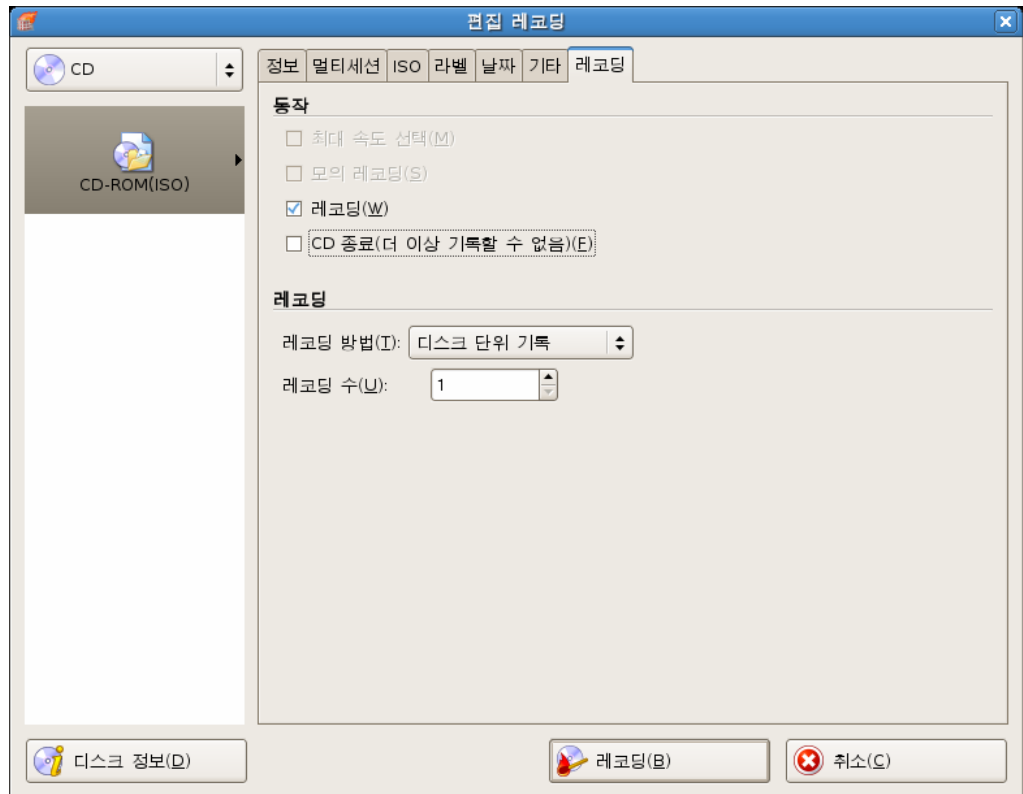 편집 레코딩
CD
정보 멀티세션 ISO 라벨 날짜 기타 레코딩
CD-ROM(ISO)
동작
최대 속도 선택(M)
모의 레코딩(S)
레코딩(W)
CD 종료(더 이상 기록할 수 없음)(F)
레코딩
레코딩 방법(T): 디스크 단위 기록
레코딩 수(U): 1
디스크 정보(D)
레코딩(B)
취소(C)